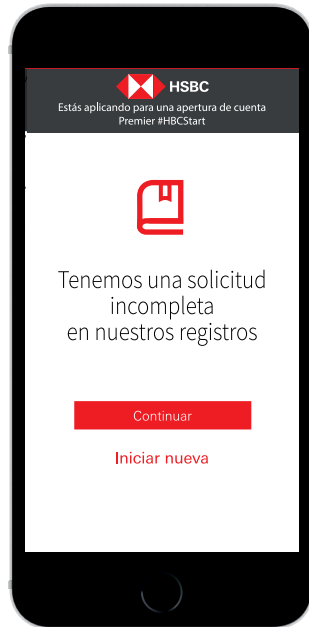 HSBC
Estás aplicando para una apertura de cuenta
Premier #HBCStart
Tenemos una solicitud
incompleta
en nuestros registros
Continuar
Iniciar nueva